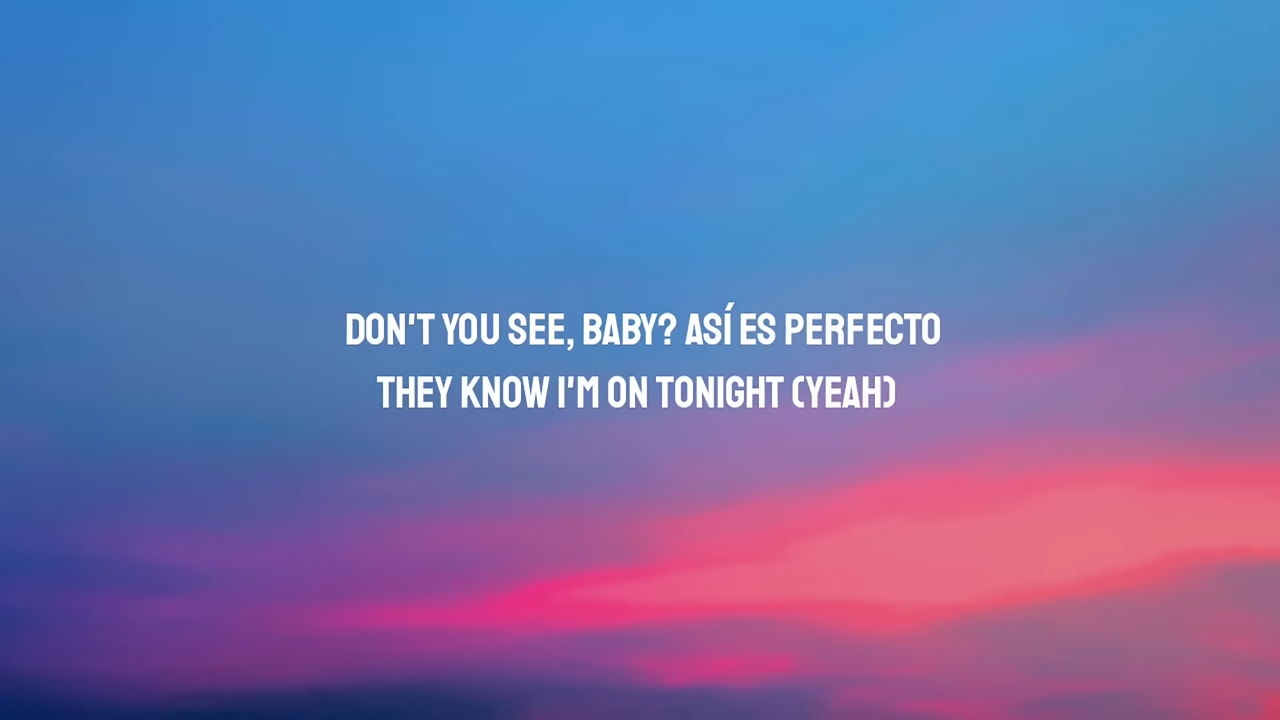 DON'T YOU SEE, BABY? ASÍ ES PERFECTO
THEY KNOW I'M ON TONIGHT (YEAH)